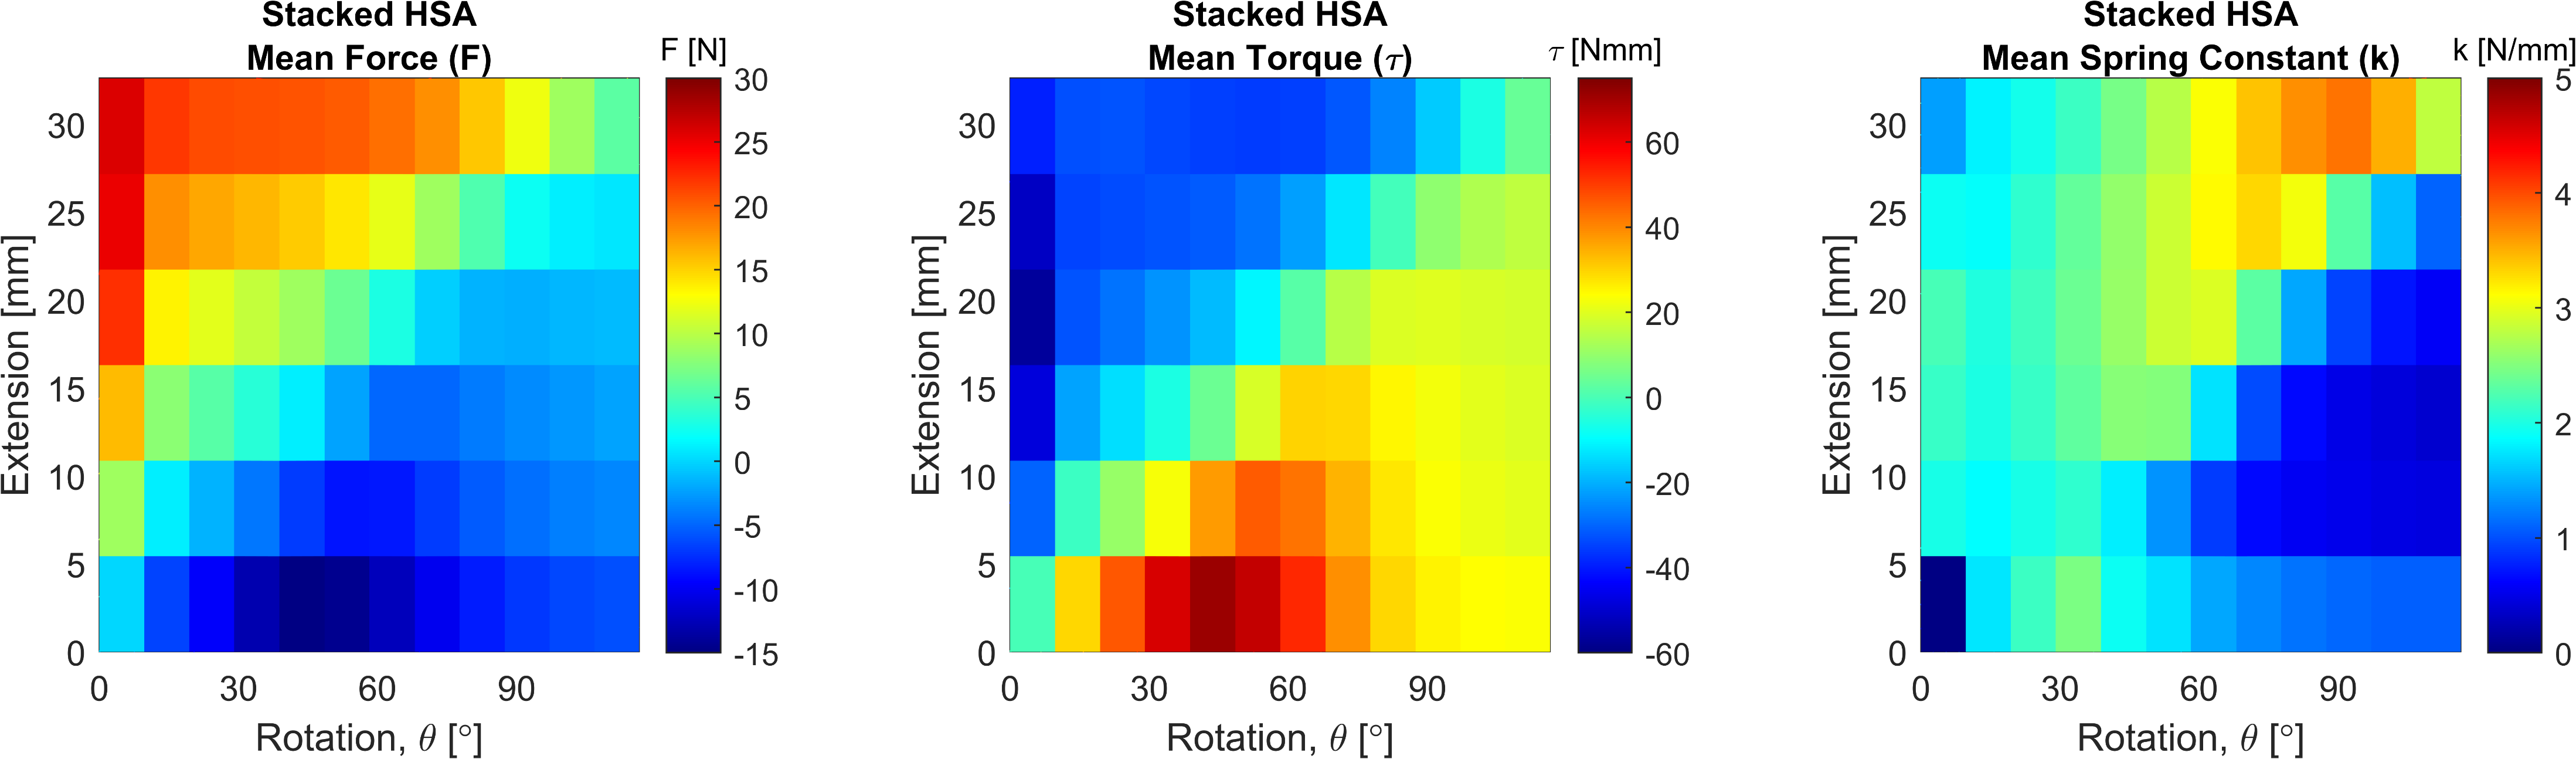 Stacked HSA
Mean Force (F)
F [N]
30
25
20
15
10
5
0
-5
-10
-15
30
25
20
15
10
5
0
Extension [mm]
0 30 60 90
Rotation, θ [°]
Stacked HSA
Mean Torque (τ)
τ [Nmm]
60
40
20
0
-20
-40
-60
30
25
20
15
10
5
0
Extension [mm]
0 30 60 90
Rotation, θ [°]
Stacked HSA
Mean Spring Constant (k)
k [N/mm]
5
4
3
2
1
0
30
25
20
15
10
5
0
Extension [mm]
0 30 60 90
Rotation, θ [°]